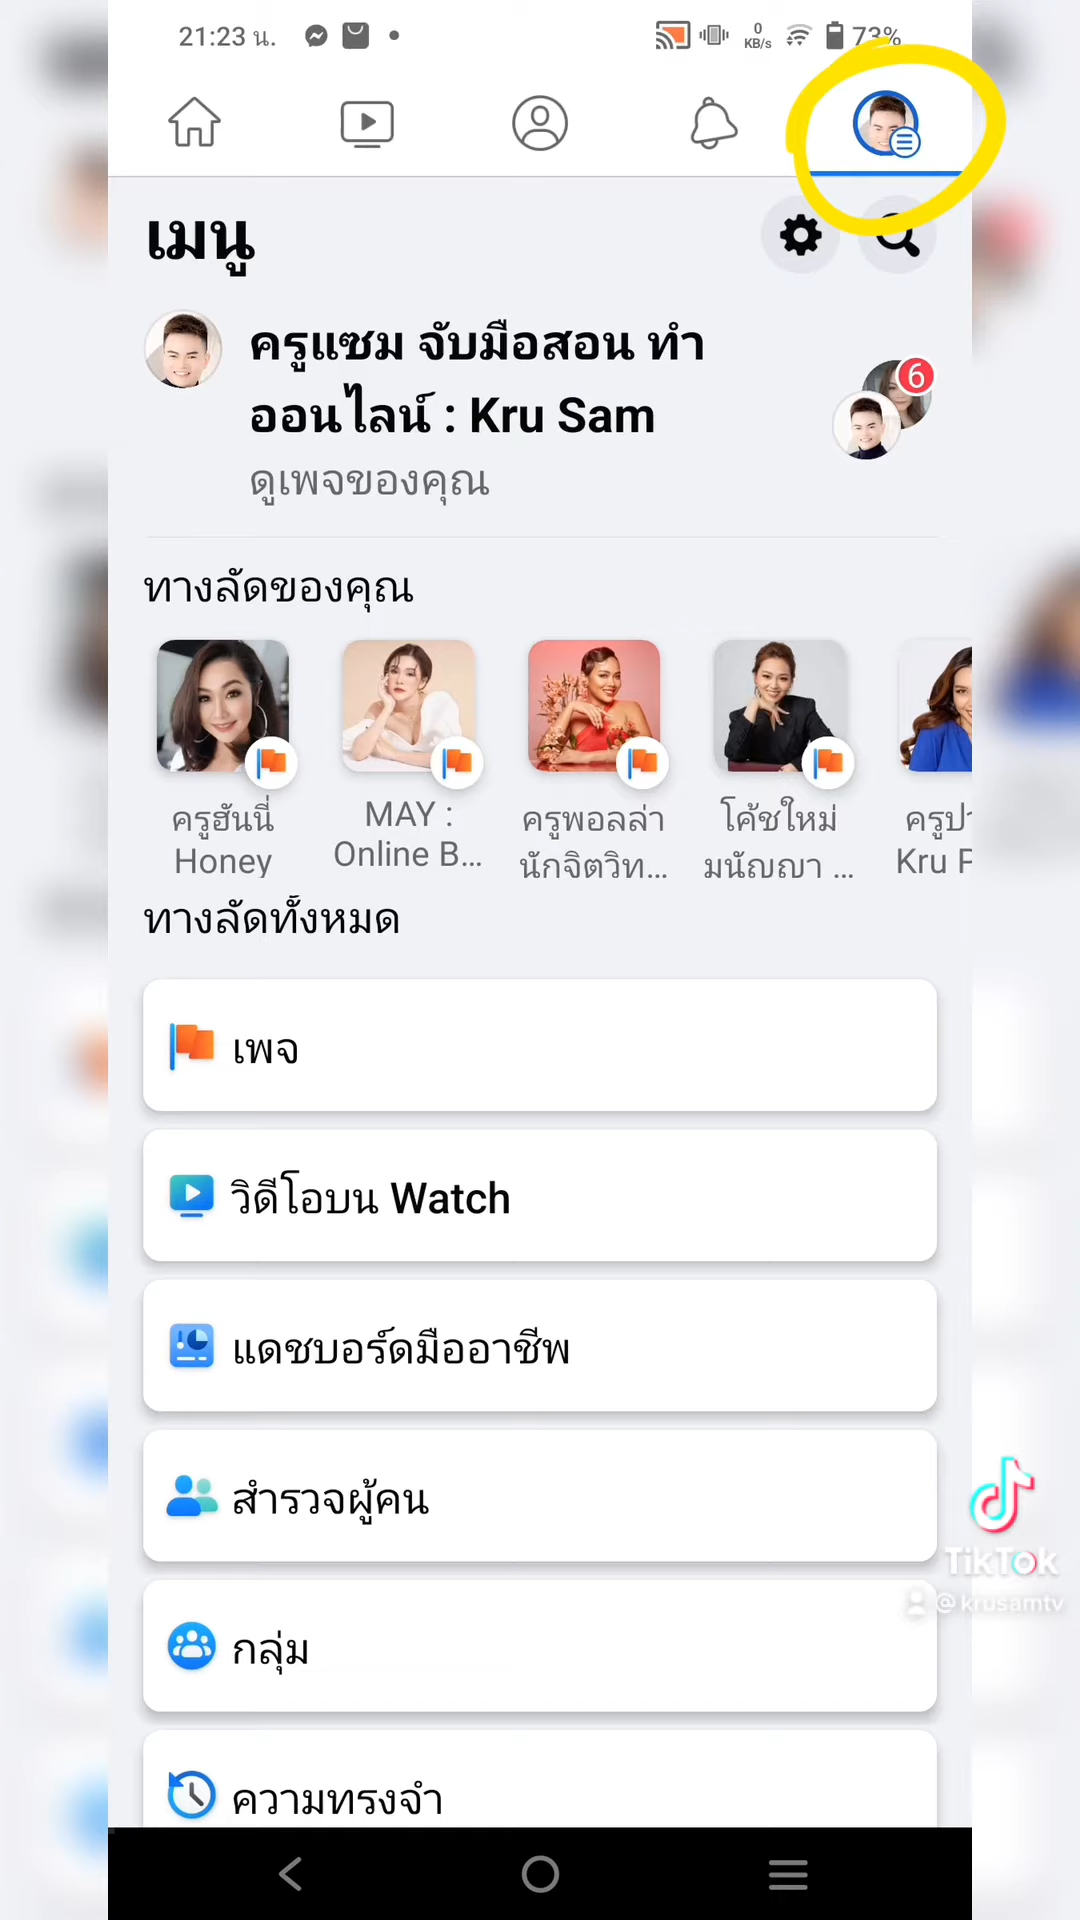 21:23 น.
0
KB/s
73%
เมนู
ครูแซม จับมือสอน ทำ
ออนไลน์ : Kru Sam
6
ดูเพจของคุณ
ทางลัดของคุณ
ครูฮันนี่
Honey
MAY :
Online B...
ครูพอลล่า
นักจิตวิท...
โค้ชใหม่
มนัญญา ...
ครูปา
Kru P
ทางลัดทั้งหมด
เพจ
วิดีโอบน Watch
แดชบอร์ดมืออาชีพ
สำรวจผู้คน
กลุ่ม
ความทรงจำ
TikTok
@krusamtv